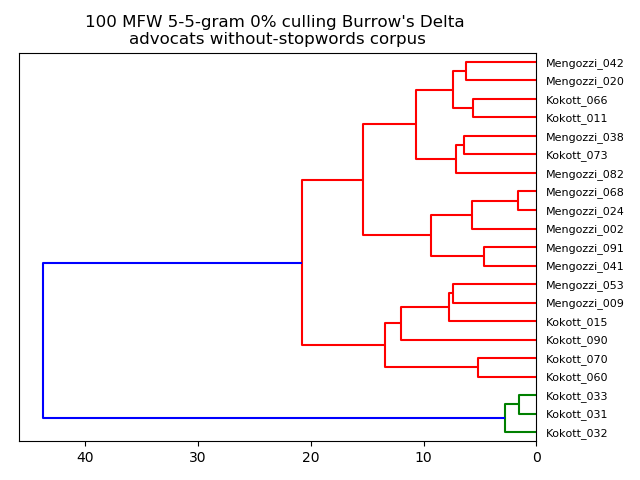 100 MFW 5-5-gram 0% culling Burrow's Delta
advocats without-stopwords corpus
Mengozzi_042
Mengozzi_020
Kokott_066
Kokott_011
Mengozzi_038
Kokott_073
Mengozzi_082
Mengozzi_068
Mengozzi_024
Mengozzi_002
Mengozzi_091
Mengozzi_041
Mengozzi_053
Mengozzi_009
Kokott_015
Kokott_090
Kokott_070
Kokott_060
Kokott_033
Kokott_031
Kokott_032
40 30 20 10 0